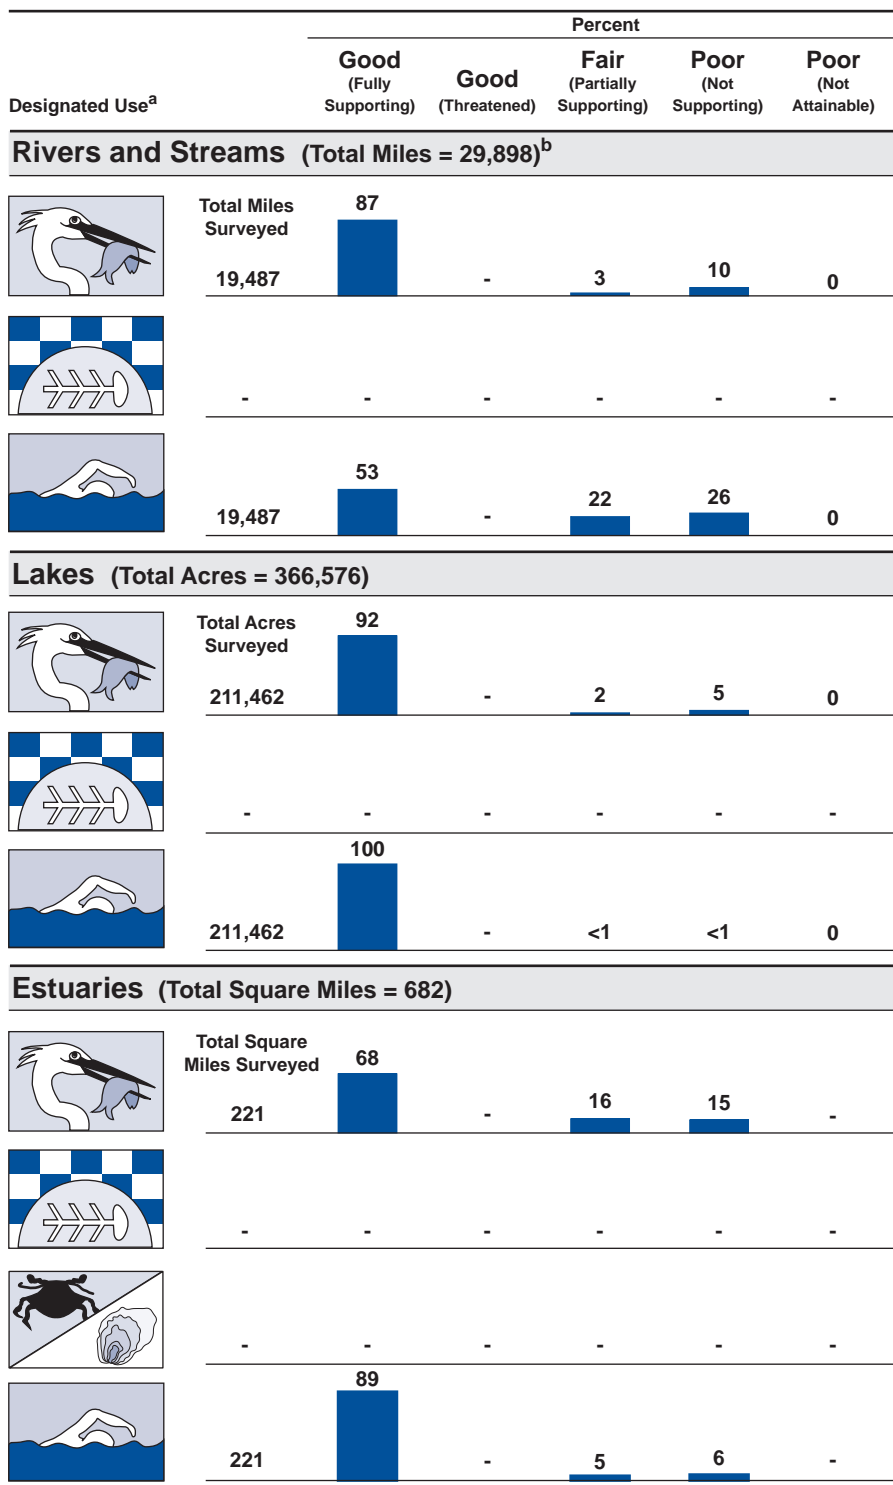 Percent
Designated Useᵃ
Good (Fully Supporting)
Good (Threatened)
Fair (Partially Supporting)
Poor (Not Supporting)
Poor (Not Attainable)
Rivers and Streams (Total Miles = 29,898)ᵇ
Total Miles Surveyed
87
19,487 - 3 10 0
- - - - - -
53
19,487 - 22 26 0
Lakes (Total Acres = 366,576)
Total Acres Surveyed
92
211,462 - 2 5 0
- - - - - -
100
211,462 - <1 <1 0
Estuaries (Total Square Miles = 682)
Total Square Miles Surveyed
68
221 - 16 15 -
- - - - - -
- - - - - -
89
221 - 5 6 -